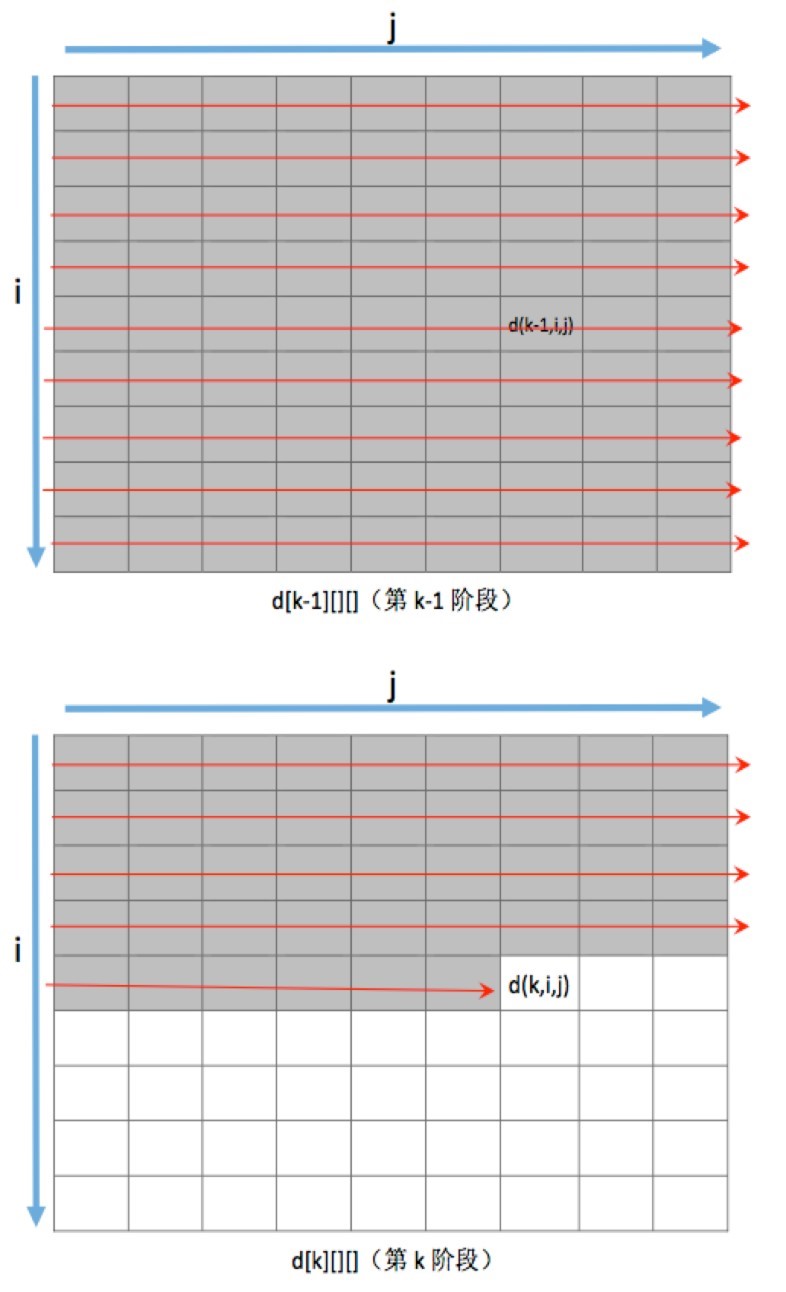 j
i
d(k-1,i,j)
d[k-1][][]（第 k-1 阶段）
j
i
d(k,i,j)
d[k][][]（第 k 阶段）